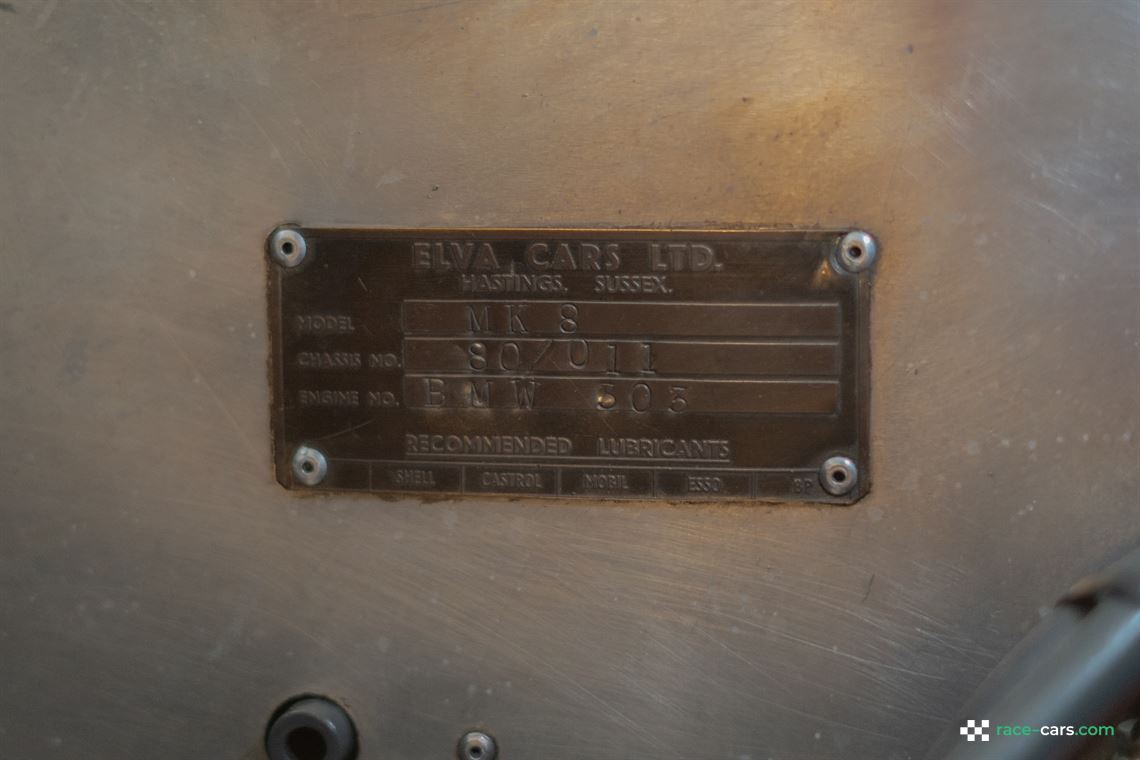 ELVA CARS LTD.
HASTINGS. SUSSEX.
MODEL MK 8
CHASSIS NO. 80/011
ENGINE NO. BMW 303
RECOMMENDED LUBRICANTS
SHELL CASTROL MOBIL ESSO BP
race-cars.com